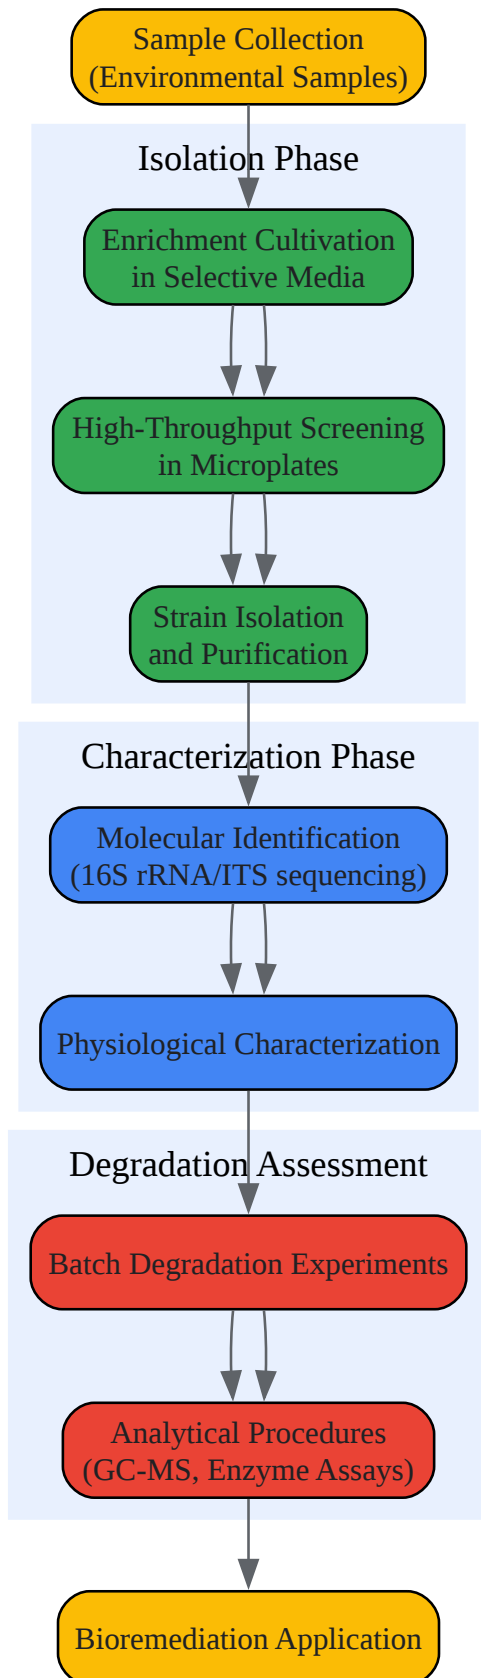 Sample Collection
(Environmental Samples)
Isolation Phase
Enrichment Cultivation
in Selective Media
High-Throughput Screening
in Microplates
Strain Isolation
and Purification
Characterization Phase
Molecular Identification
(16S rRNA/ITS sequencing)
Physiological Characterization
Degradation Assessment
Batch Degradation Experiments
Analytical Procedures
(GC-MS, Enzyme Assays)
Bioremediation Application